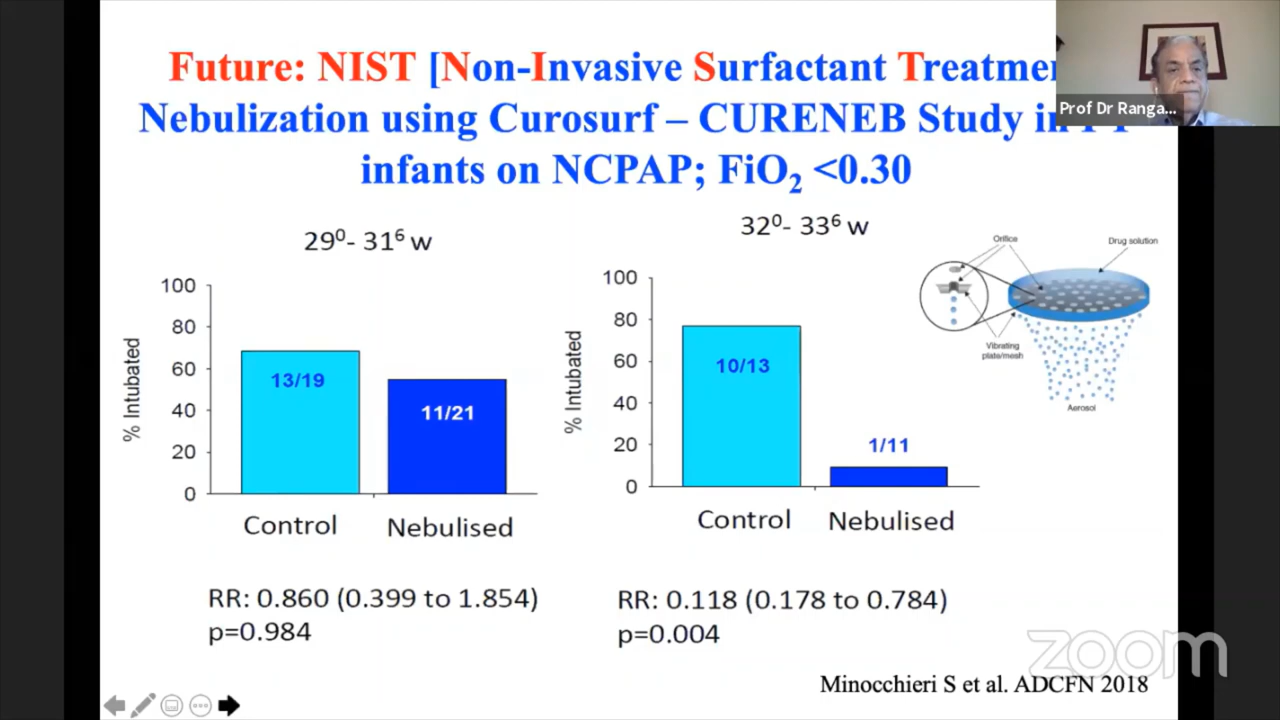 Future: NIST [Non-Invasive Surfactant Treatmen
Nebulization using Curosurf – CURENEB Study in
infants on NCPAP; FiO₂ <0.30
Prof Dr Ranga...
29⁰- 31⁶ w
% Intubated
100
80
60
40
20
0
13/19
11/21
Control
Nebulised
RR: 0.860 (0.399 to 1.854)
p=0.984
32⁰- 33⁶ w
% Intubated
100
80
60
40
20
0
10/13
1/11
Control
Nebulised
RR: 0.118 (0.178 to 0.784)
p=0.004
Orifice
Drug solution
Vibrating
plate/mesh
Aerosol
zoom
Minocchieri S et al. ADCFN 2018